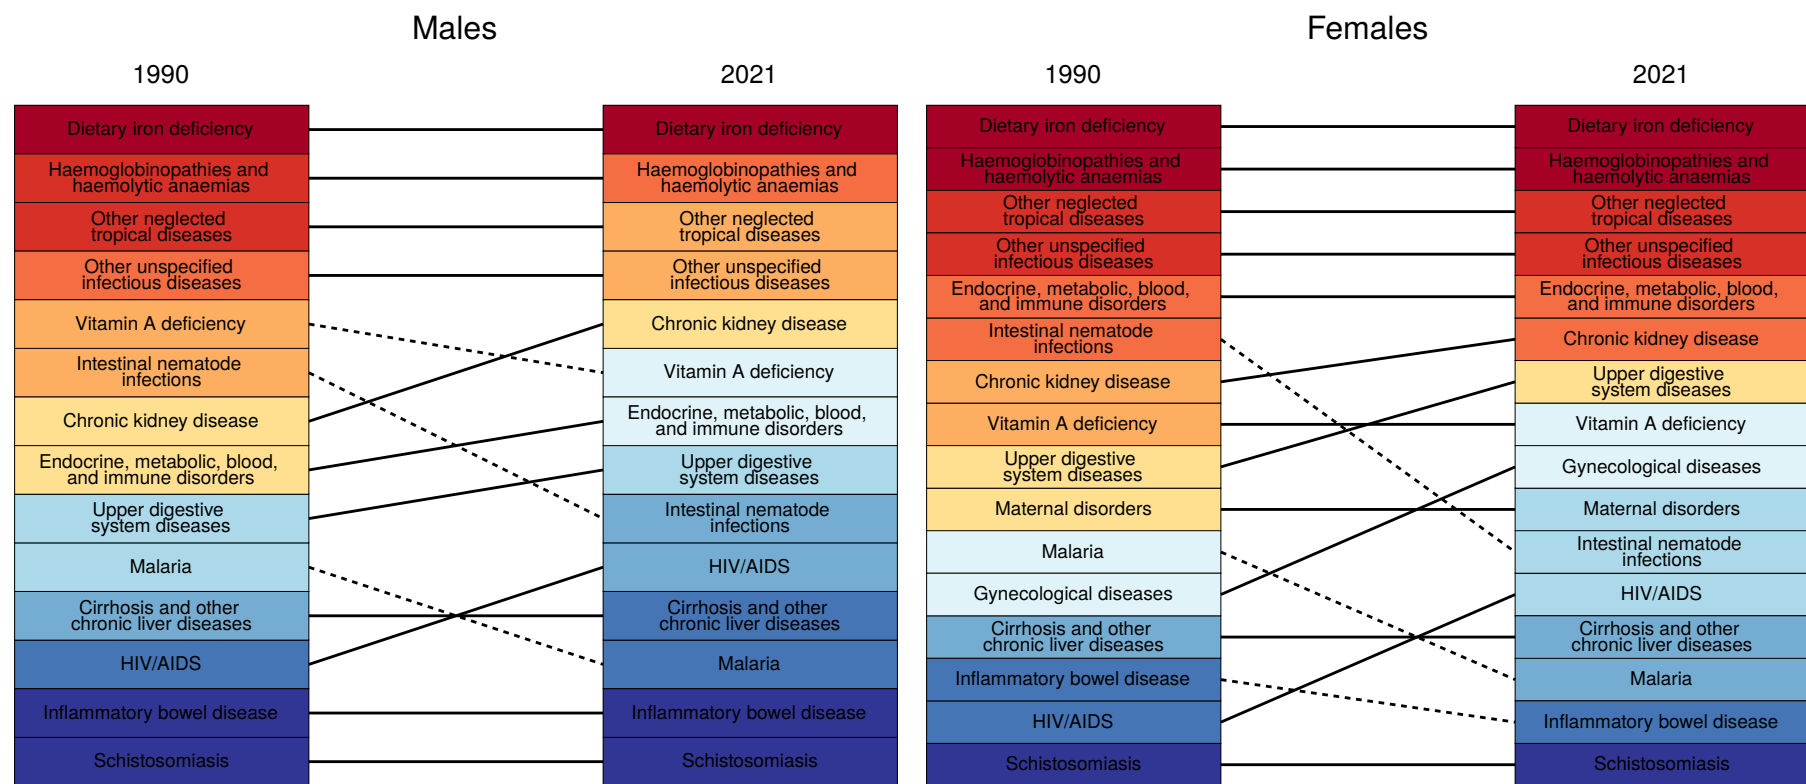 Males
1990
2021
Dietary iron deficiency
Haemoglobinopathies and
haemolytic anaemias
Other neglected
tropical diseases
Other unspecified
infectious diseases
Vitamin A deficiency
Intestinal nematode
infections
Chronic kidney disease
Endocrine, metabolic, blood,
and immune disorders
Upper digestive
system diseases
Malaria
Cirrhosis and other
chronic liver diseases
HIV/AIDS
Inflammatory bowel disease
Schistosomiasis
Dietary iron deficiency
Haemoglobinopathies and
haemolytic anaemias
Other neglected
tropical diseases
Other unspecified
infectious diseases
Chronic kidney disease
Vitamin A deficiency
Endocrine, metabolic, blood,
and immune disorders
Upper digestive
system diseases
Intestinal nematode
infections
HIV/AIDS
Cirrhosis and other
chronic liver diseases
Malaria
Inflammatory bowel disease
Schistosomiasis
Females
1990
2021
Dietary iron deficiency
Haemoglobinopathies and
haemolytic anaemias
Other neglected
tropical diseases
Other unspecified
infectious diseases
Endocrine, metabolic, blood,
and immune disorders
Intestinal nematode
infections
Chronic kidney disease
Vitamin A deficiency
Upper digestive
system diseases
Maternal disorders
Malaria
Gynecological diseases
Cirrhosis and other
chronic liver diseases
Inflammatory bowel disease
HIV/AIDS
Schistosomiasis
Dietary iron deficiency
Haemoglobinopathies and
haemolytic anaemias
Other neglected
tropical diseases
Other unspecified
infectious diseases
Endocrine, metabolic, blood,
and immune disorders
Chronic kidney disease
Upper digestive
system diseases
Vitamin A deficiency
Gynecological diseases
Maternal disorders
Intestinal nematode
infections
HIV/AIDS
Cirrhosis and other
chronic liver diseases
Malaria
Inflammatory bowel disease
Schistosomiasis